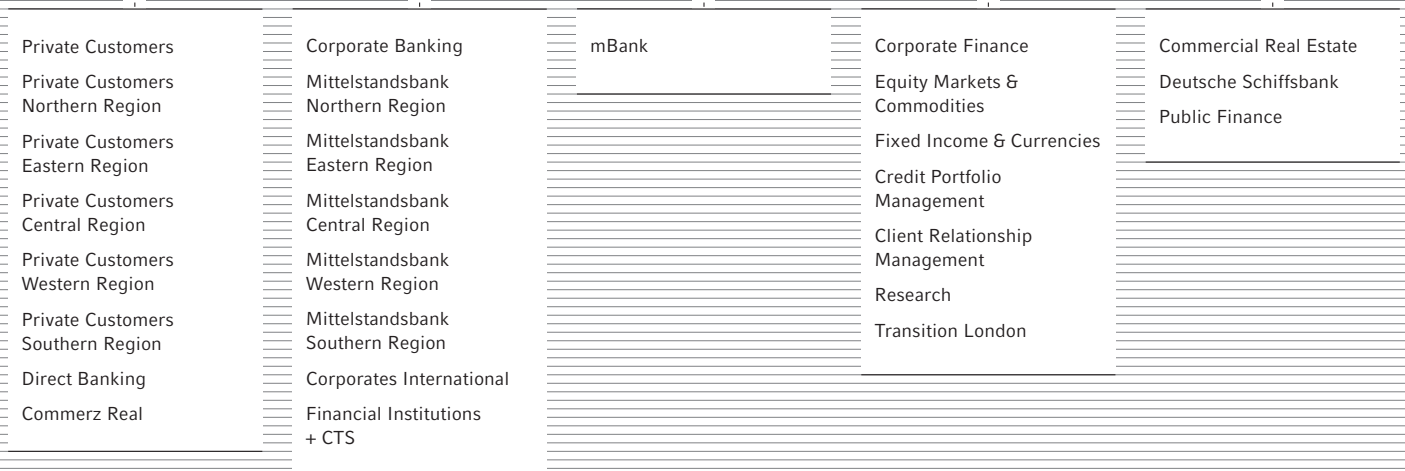 Private Customers
Private Customers
Northern Region
Private Customers
Eastern Region
Private Customers
Central Region
Private Customers
Western Region
Private Customers
Southern Region
Direct Banking
Commerz Real
Corporate Banking
Mittelstandsbank
Northern Region
Mittelstandsbank
Eastern Region
Mittelstandsbank
Central Region
Mittelstandsbank
Western Region
Mittelstandsbank
Southern Region
Corporates International
Financial Institutions
+ CTS
mBank
Corporate Finance
Equity Markets &
Commodities
Fixed Income & Currencies
Credit Portfolio
Management
Client Relationship
Management
Research
Transition London
Commercial Real Estate
Deutsche Schiffsbank
Public Finance